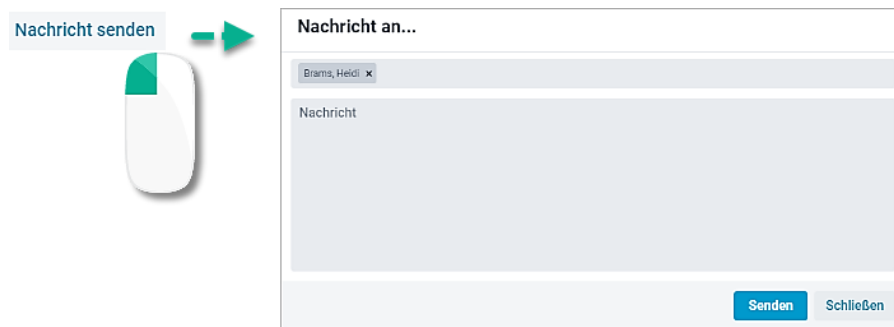 Nachricht senden
Nachricht an...
Brams, Heidi ×
Nachricht
Senden
Schließen